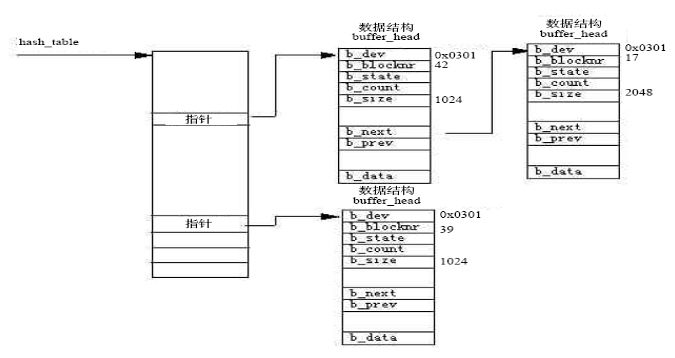 hash_table
指针
指针
数据结构
buffer_head
b_dev 0x0301
b_blocknr 42
b_state
b_count
b_size 1024
b_next
b_prev
b_data
数据结构
buffer_head
b_dev 0x0301
b_blocknr 17
b_state
b_count
b_size 2048
b_next
b_prev
b_data
数据结构
buffer_head
b_dev 0x0301
b_blocknr 39
b_state
b_count
b_size 1024
b_next
b_prev
b_data